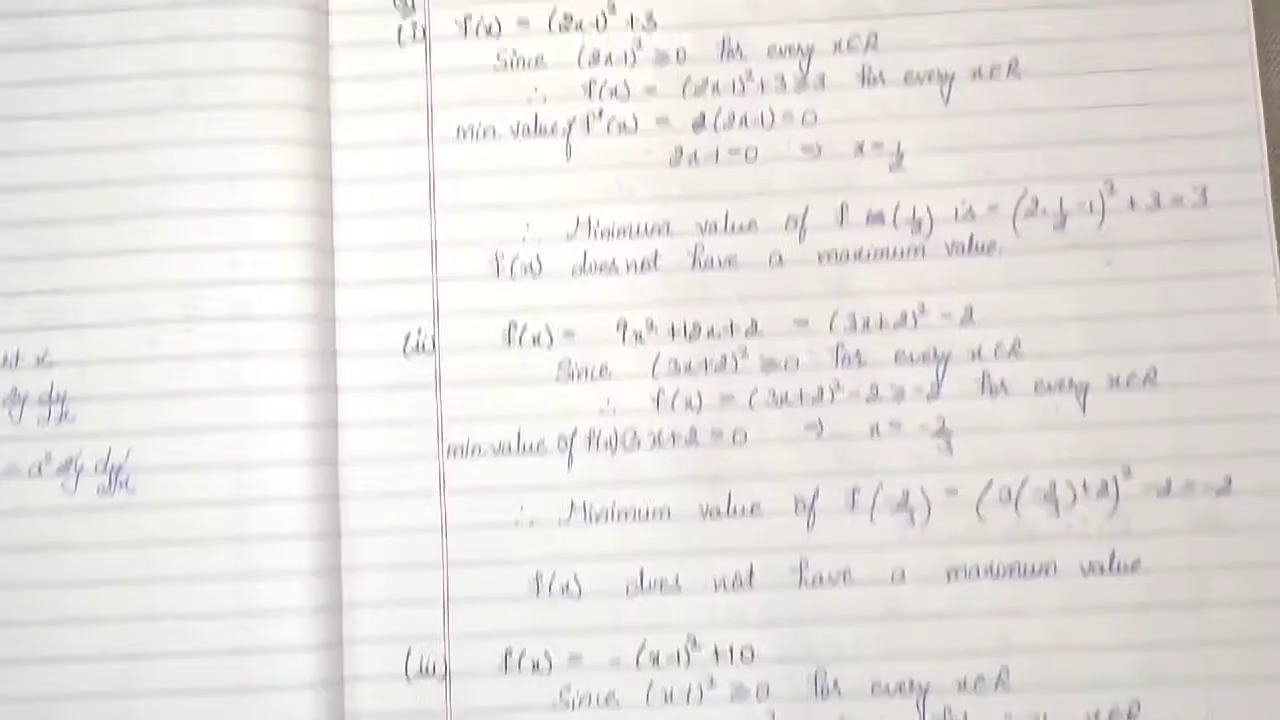 (i) f(x) = (2x-1)² + 3
Since (2x-1)² ≥ 0 for every x∈R
∴ f(x) = (2x-1)² + 3 ≥ 3 for every x∈R
min. value of f'(x) = 2(2x-1) = 0
2x-1 = 0 ⇒ x = 1/2
∴ Minimum value of f (1/2) is = (2·1/2-1)² + 3 = 3
f(x) does not have a maximum value.
(ii) f(x) = 9x² + 12x + 2 = (3x+2)² - 2
Since (3x+2)² ≥ 0 for every x∈R
∴ f(x) = (3x+2)² - 2 ≥ -2 for every x∈R
min. value of f(x) 3x+2 = 0 ⇒ x = -2/3
∴ Minimum value of f(-2/3) = (3(-2/3)+2)² - 2 = -2
f(x) does not have a maximum value
(iii) f(x) = -(x-1)² + 10
Since (x-1)² ≥ 0 for every x∈R